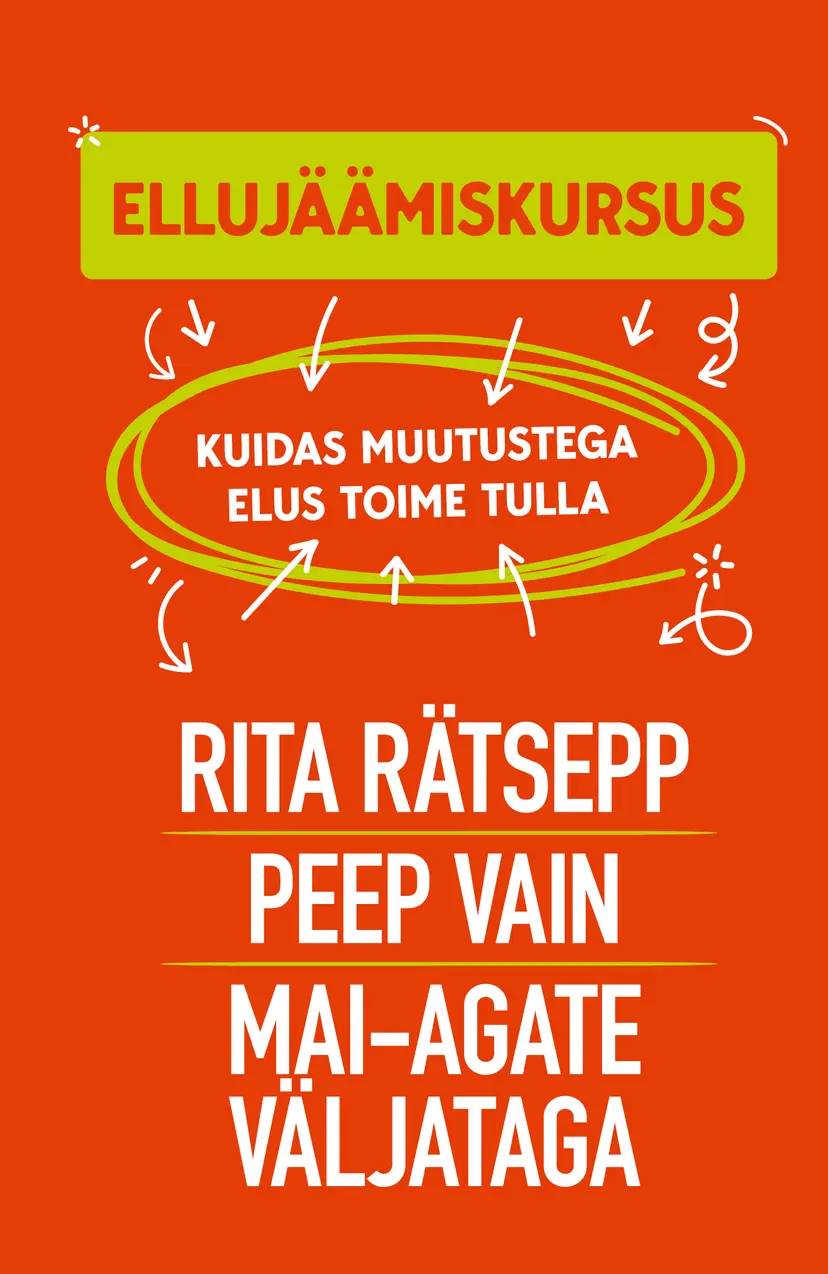 ELLUJÄÄMISKURSUS
KUIDAS MUUTUSTEGA
ELUS TOIME TULLA
RITA RÄTSEPP
PEEP VAIN
MAI-AGATE
VÄLJATAGA